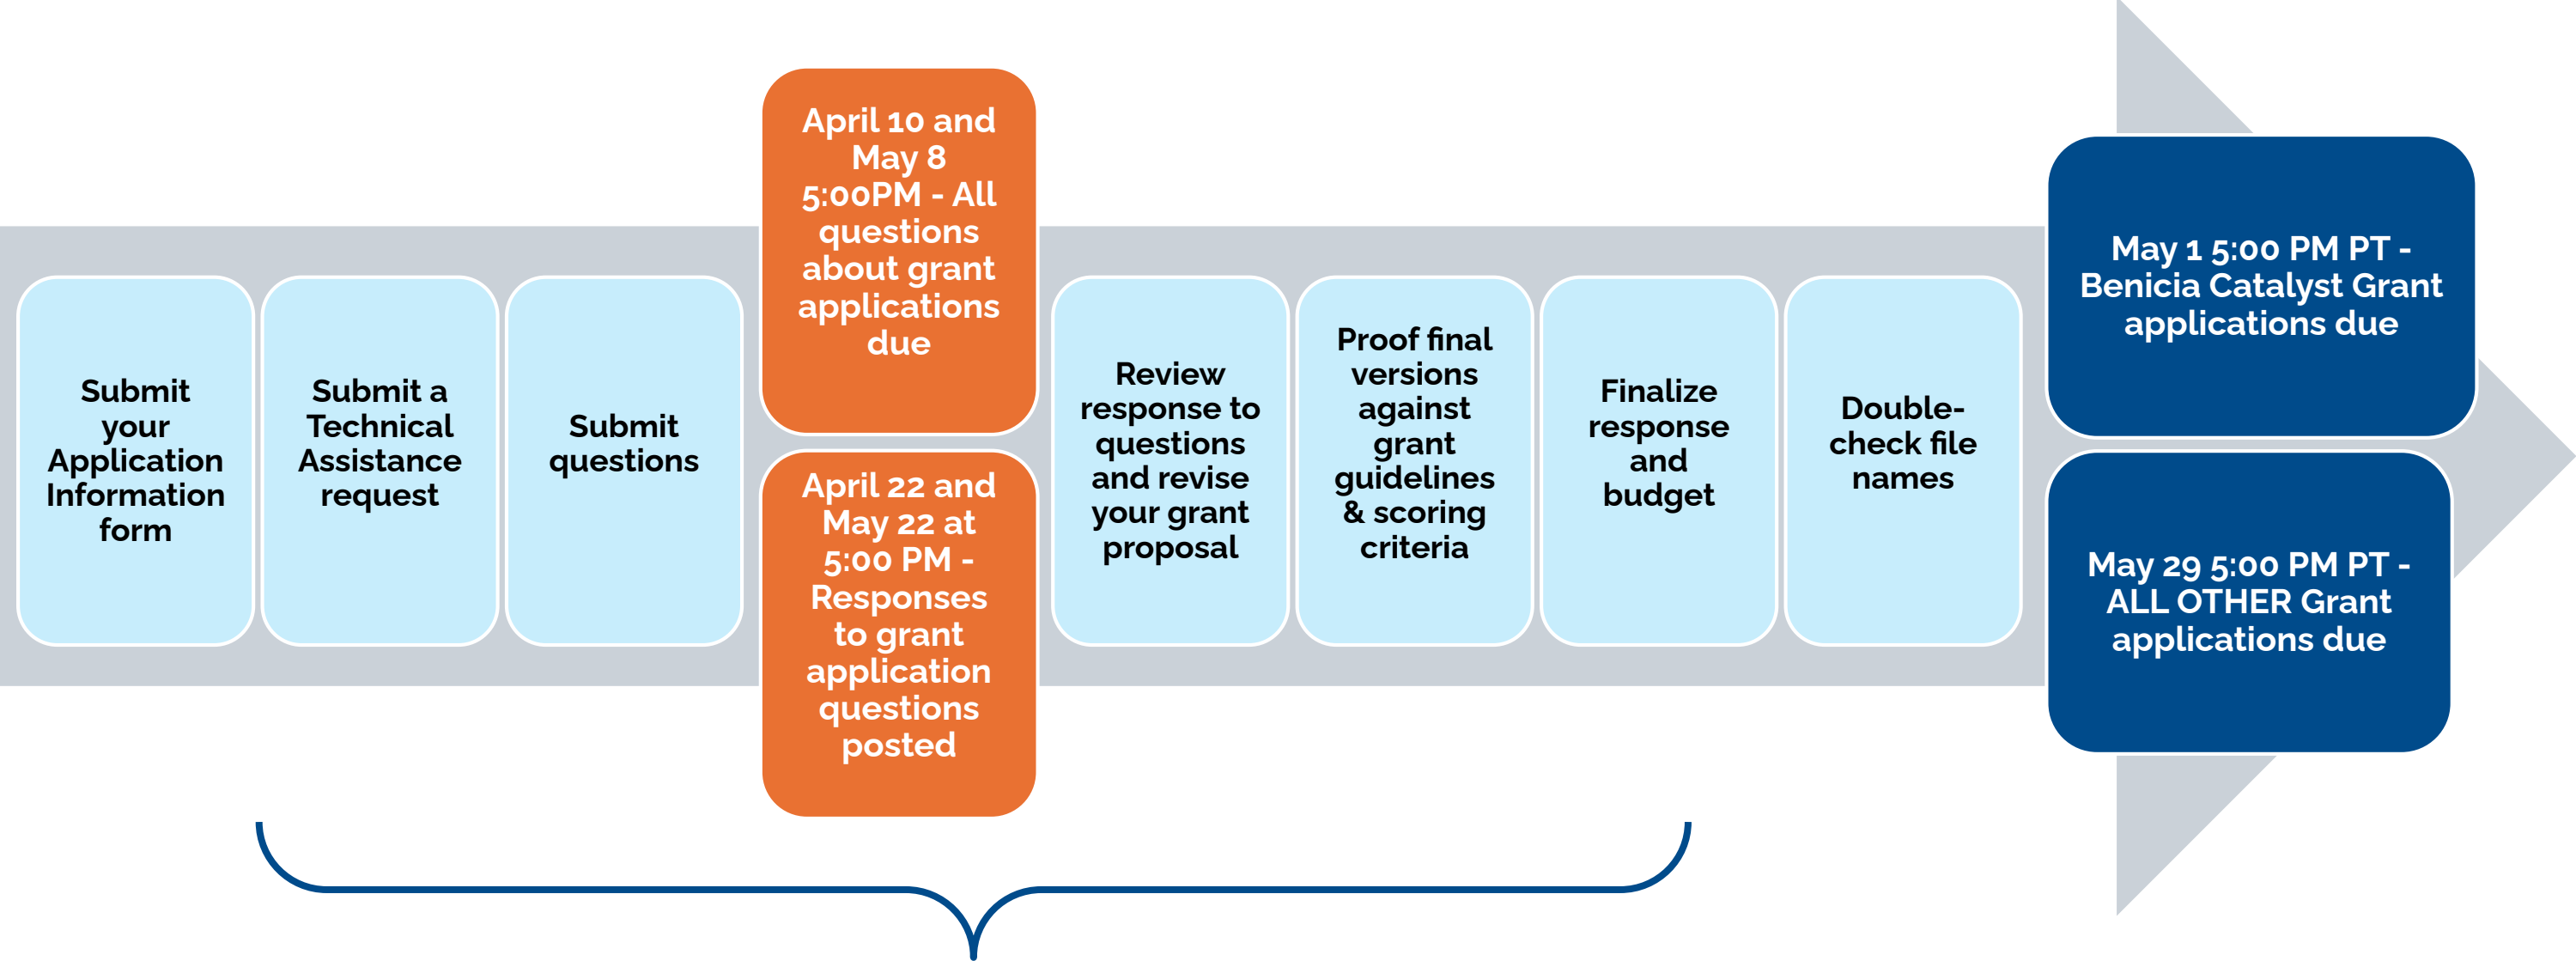 Submit
your
Application
Information
form
Submit a
Technical
Assistance
request
Submit
questions
April 10 and
May 8
5:00PM - All
questions
about grant
applications
due
April 22 and
May 22 at
5:00 PM -
Responses
to grant
application
questions
posted
Review
response to
questions
and revise
your grant
proposal
Proof final
versions
against
grant
guidelines
& scoring
criteria
Finalize
response
and
budget
Double-
check file
names
May 1 5:00 PM PT -
Benicia Catalyst Grant
applications due
May 29 5:00 PM PT -
ALL OTHER Grant
applications due